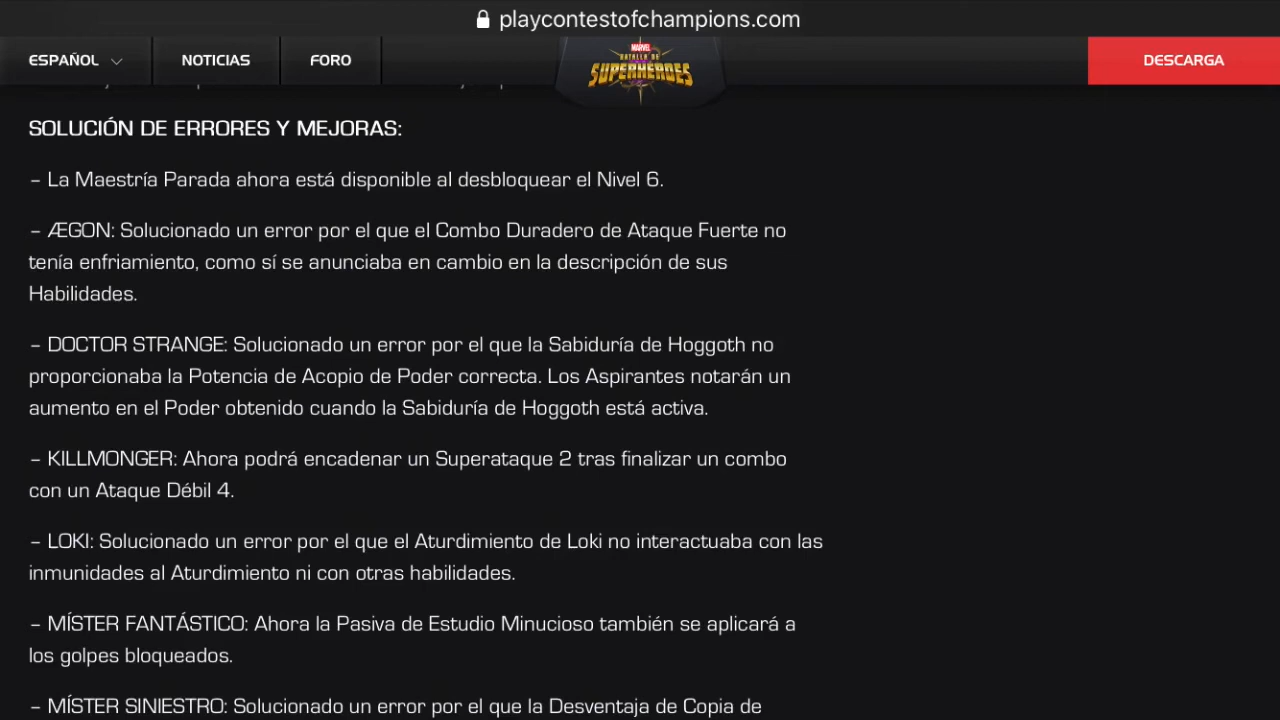 playcontestofchampions.com
ESPAÑOL
NOTICIAS
FORO
MARVEL
BATALLA DE
SUPERHÉROES
DESCARGA
SOLUCIÓN DE ERRORES Y MEJORAS:
– La Maestría Parada ahora está disponible al desbloquear el Nivel 6.
– ÆGON: Solucionado un error por el que el Combo Duradero de Ataque Fuerte no
tenía enfriamiento, como sí se anunciaba en cambio en la descripción de sus
Habilidades.
– DOCTOR STRANGE: Solucionado un error por el que la Sabiduría de Hoggoth no
proporcionaba la Potencia de Acopio de Poder correcta. Los Aspirantes notarán un
aumento en el Poder obtenido cuando la Sabiduría de Hoggoth está activa.
– KILLMONGER: Ahora podrá encadenar un Superataque 2 tras finalizar un combo
con un Ataque Débil 4.
– LOKI: Solucionado un error por el que el Aturdimiento de Loki no interactuaba con las
inmunidades al Aturdimiento ni con otras habilidades.
– MÍSTER FANTÁSTICO: Ahora la Pasiva de Estudio Minucioso también se aplicará a
los golpes bloqueados.
– MÍSTER SINIESTRO: Solucionado un error por el que la Desventaja de Copia de